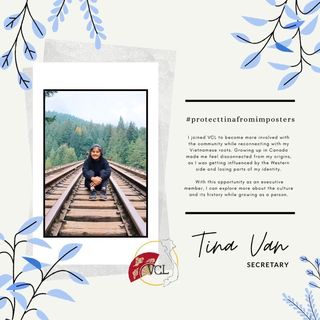 #protecttinafromimposters
I joined VCL to become more involved with
the community while reconnecting with my
Vietnamese roots. Growing up in Canada
made me feel disconnected from my origins,
as I was getting influenced by the Western
side and losing parts of my identity.
With this opportunity as an executive
member, I can explore more about the culture
and its history while growing as a person.
Tina Van
SECRETARY
VCL